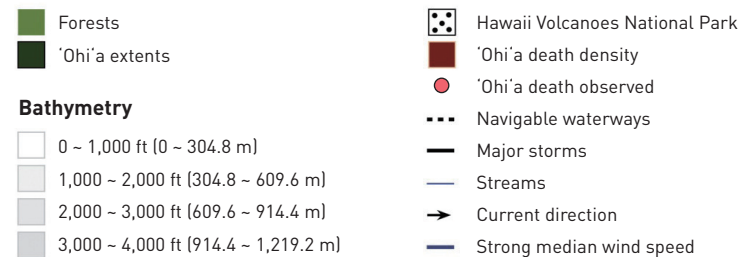 Forests
ʻOhiʻa extents
Bathymetry
0 ~ 1,000 ft (0 ~ 304.8 m)
1,000 ~ 2,000 ft (304.8 ~ 609.6 m)
2,000 ~ 3,000 ft (609.6 ~ 914.4 m)
3,000 ~ 4,000 ft (914.4 ~ 1,219.2 m)
Hawaii Volcanoes National Park
ʻOhiʻa death density
ʻOhiʻa death observed
Navigable waterways
Major storms
Streams
Current direction
Strong median wind speed